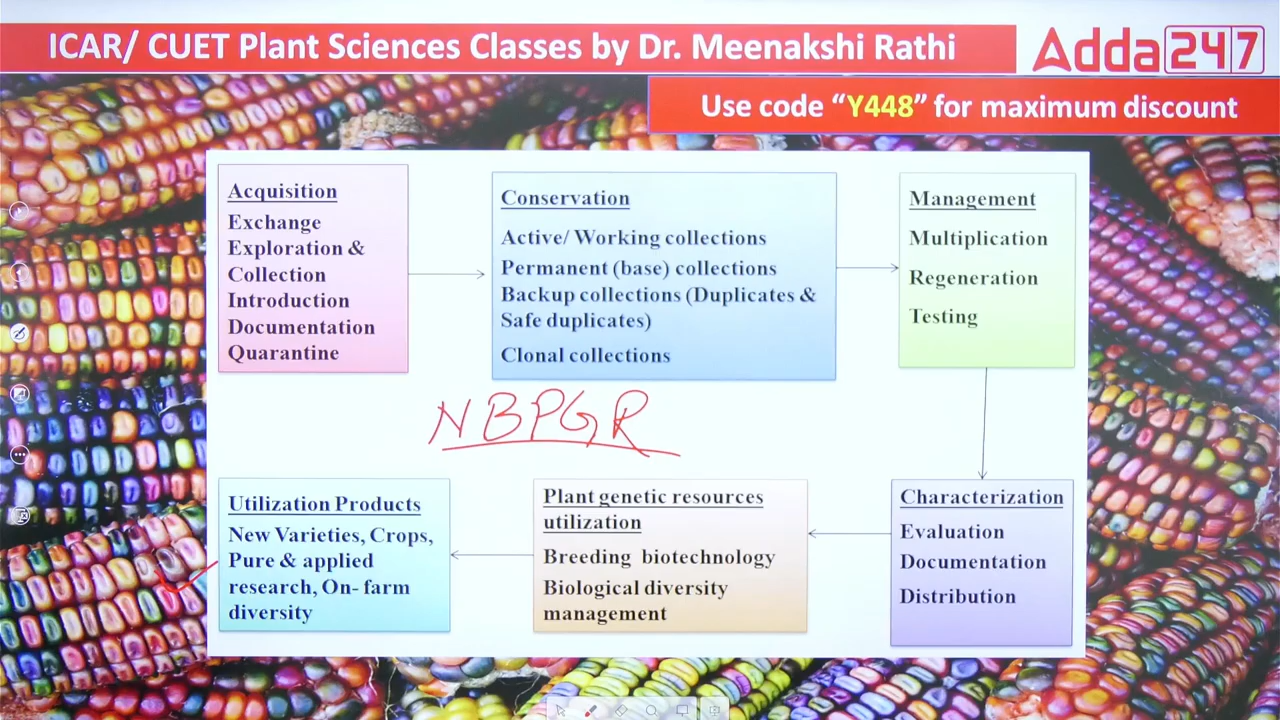 ICAR/ CUET Plant Sciences Classes by Dr. Meenakshi Rathi
Adda247
Use code “Y448” for maximum discount
Acquisition
Exchange
Exploration &
Collection
Introduction
Documentation
Quarantine
Conservation
Active/ Working collections
Permanent (base) collections
Backup collections (Duplicates &
Safe duplicates)
Clonal collections
Management
Multiplication
Regeneration
Testing
NBPGR
Utilization Products
New Varieties, Crops,
Pure & applied
research, On- farm
diversity
Plant genetic resources
utilization
Breeding biotechnology
Biological diversity
management
Characterization
Evaluation
Documentation
Distribution